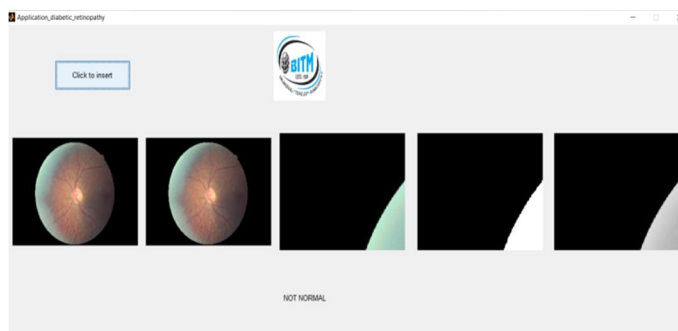 Application_diabetic_retinopathy
Click to insert
BITM
NOT NORMAL